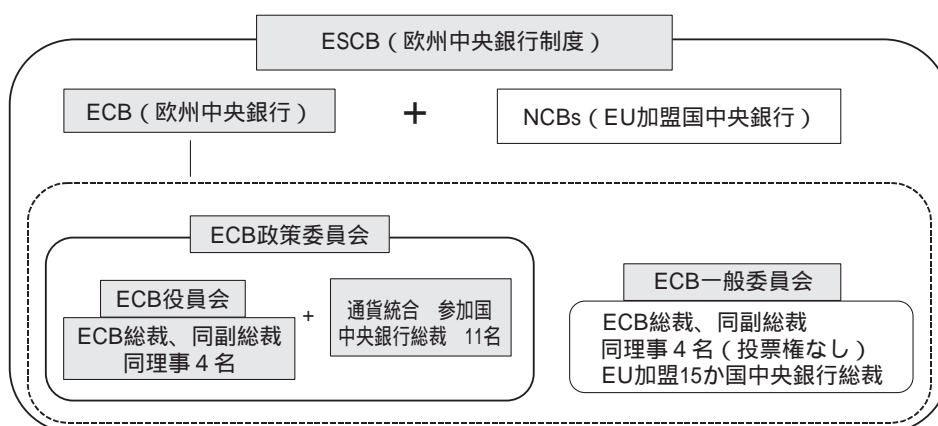 ESCB（欧州中央銀行制度）
ECB（欧州中央銀行）
+
NCBs（EU加盟国中央銀行）
ECB政策委員会
ECB役員会
ECB総裁、同副総裁
同理事４名
+
通貨統合　参加国
中央銀行総裁　11名
ECB一般委員会
ECB総裁、同副総裁
同理事４名（投票権なし）
EU加盟15か国中央銀行総裁